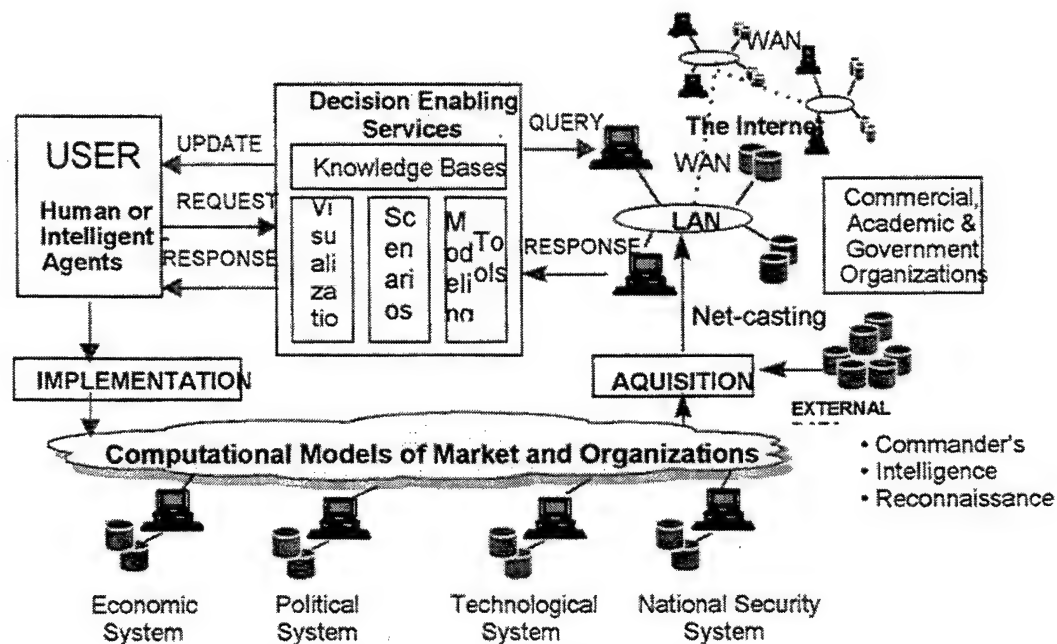 WAN
Decision Enabling
Services
QUERY
The Internet
USER
UPDATE
Knowledge Bases
WAN
Human or
Intelligent
Agents
REQUEST
RESPONSE
Vi
su
ali
za
tio
Sc
en
ari
os
M
od
eli
To
ols
RESPONSE
LAN
Commercial,
Academic &
Government
Organizations
Net-casting
IMPLEMENTATION
AQUISITION
EXTERNAL
Computational Models of Market and Organizations
• Commander's
• Intelligence
• Reconnaissance
Economic
System
Political
System
Technological
System
National Security
System